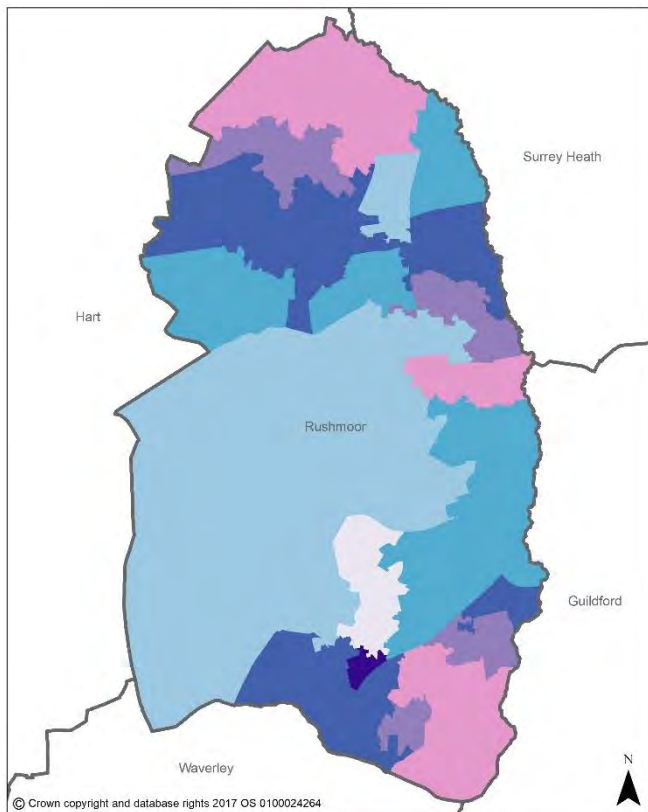 Surrey Heath
Hart
Rushmoor
Guildford
Waverley
N
© Crown copyright and database rights 2017 OS 0100024264